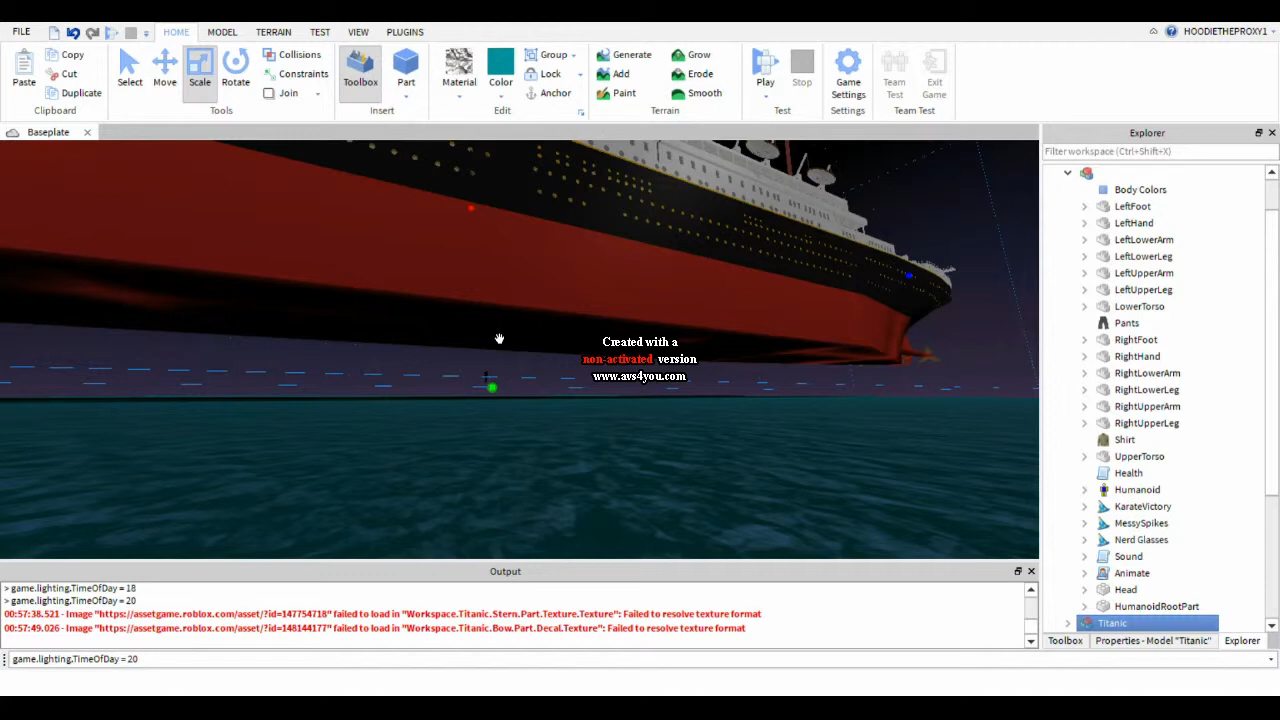 FILE HOME MODEL TERRAIN TEST VIEW PLUGINS HOODIETHEPROXY1
Paste Copy Cut Duplicate Clipboard
Select Move Scale Rotate Collisions Constraints Join Tools
Toolbox Part Insert
Material Color Group Lock Anchor Edit
Generate Grow Add Erode Paint Smooth Terrain
Play Stop Test
Game Settings Settings
Team Test Exit Game Team Test
Baseplate
Created with a
non-activated version
www.avs4you.com
Explorer
Filter workspace (Ctrl+Shift+X)
Body Colors
LeftFoot
LeftHand
LeftLowerArm
LeftLowerLeg
LeftUpperArm
LeftUpperLeg
LowerTorso
Pants
RightFoot
RightHand
RightLowerArm
RightLowerLeg
RightUpperArm
RightUpperLeg
Shirt
UpperTorso
Health
Humanoid
KarateVictory
MessySpikes
Nerd Glasses
Sound
Animate
Head
HumanoidRootPart
Titanic
Toolbox Properties - Model "Titanic" Explorer
Output
> game.lighting.TimeOfDay = 18
> game.lighting.TimeOfDay = 20
00:57:38.521 - Image "https://assetgame.roblox.com/asset/?id=147754718" failed to load in "Workspace.Titanic.Stern.Part.Texture.Texture": Failed to resolve texture format
00:57:49.026 - Image "https://assetgame.roblox.com/asset/?id=148144177" failed to load in "Workspace.Titanic.Bow.Part.Decal.Texture": Failed to resolve texture format
game.lighting.TimeOfDay = 20